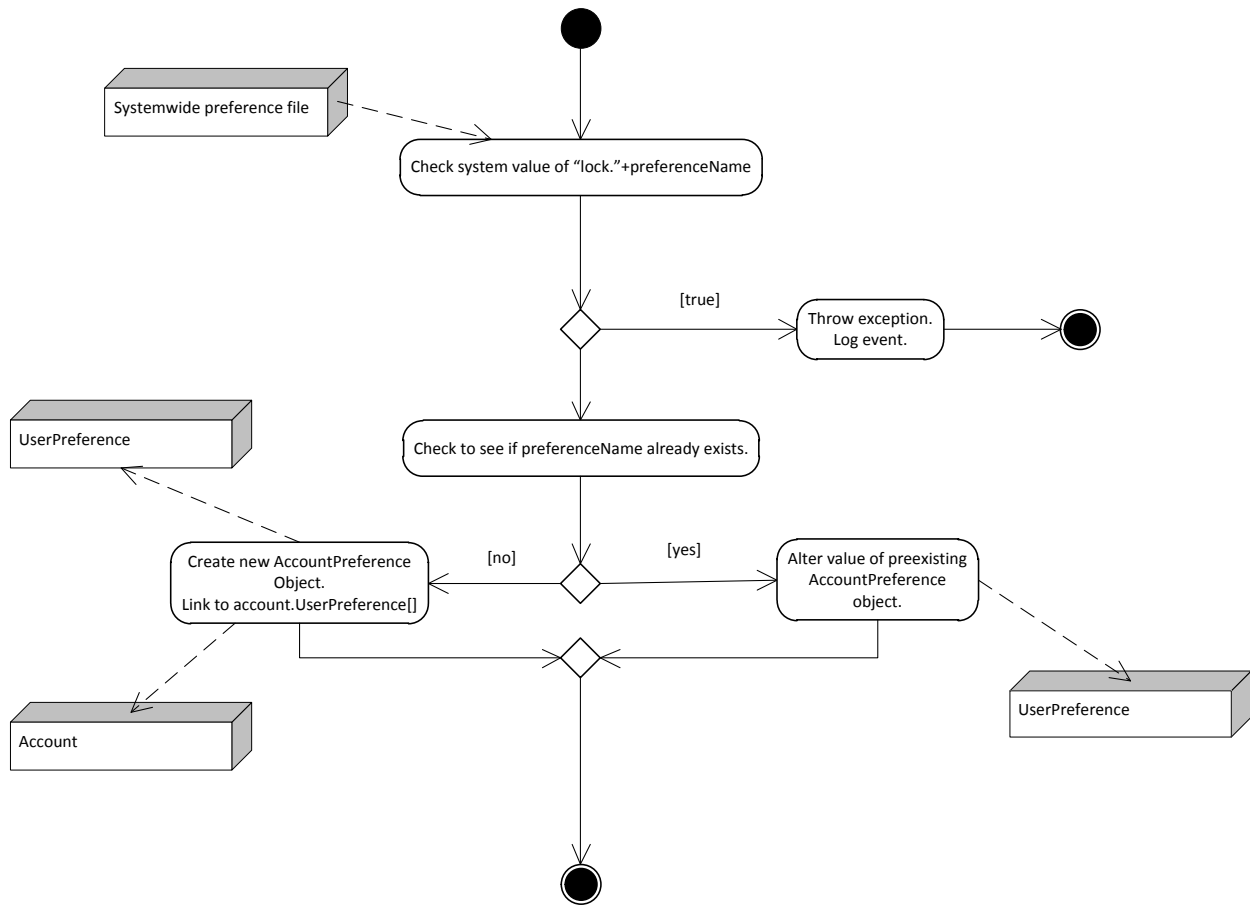 Systemwide preference file
Check system value of “lock.”+preferenceName
[true]
Throw exception.
Log event.
UserPreference
Check to see if preferenceName already exists.
[no]
[yes]
Create new AccountPreference
Object.
Link to account.UserPreference[]
Alter value of preexisting
AccountPreference
object.
Account
UserPreference